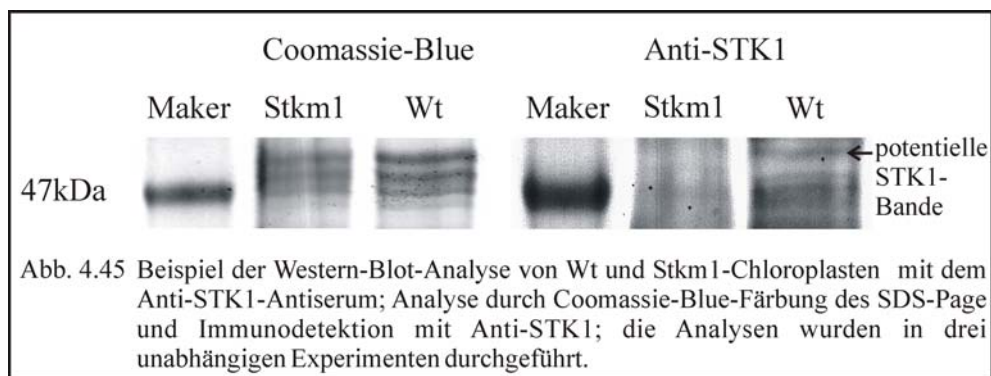 Coomassie-Blue Anti-STK1
Maker Stkm1 Wt Maker Stkm1 Wt
47kDa
potentielle
STK1-
Bande
Abb. 4.45 Beispiel der Western-Blot-Analyse von Wt und Stkm1-Chloroplasten mit dem
Anti-STK1-Antiserum; Analyse durch Coomassie-Blue-Färbung des SDS-Page
und Immunodetektion mit Anti-STK1; die Analysen wurden in drei
unabhängigen Experimenten durchgeführt.